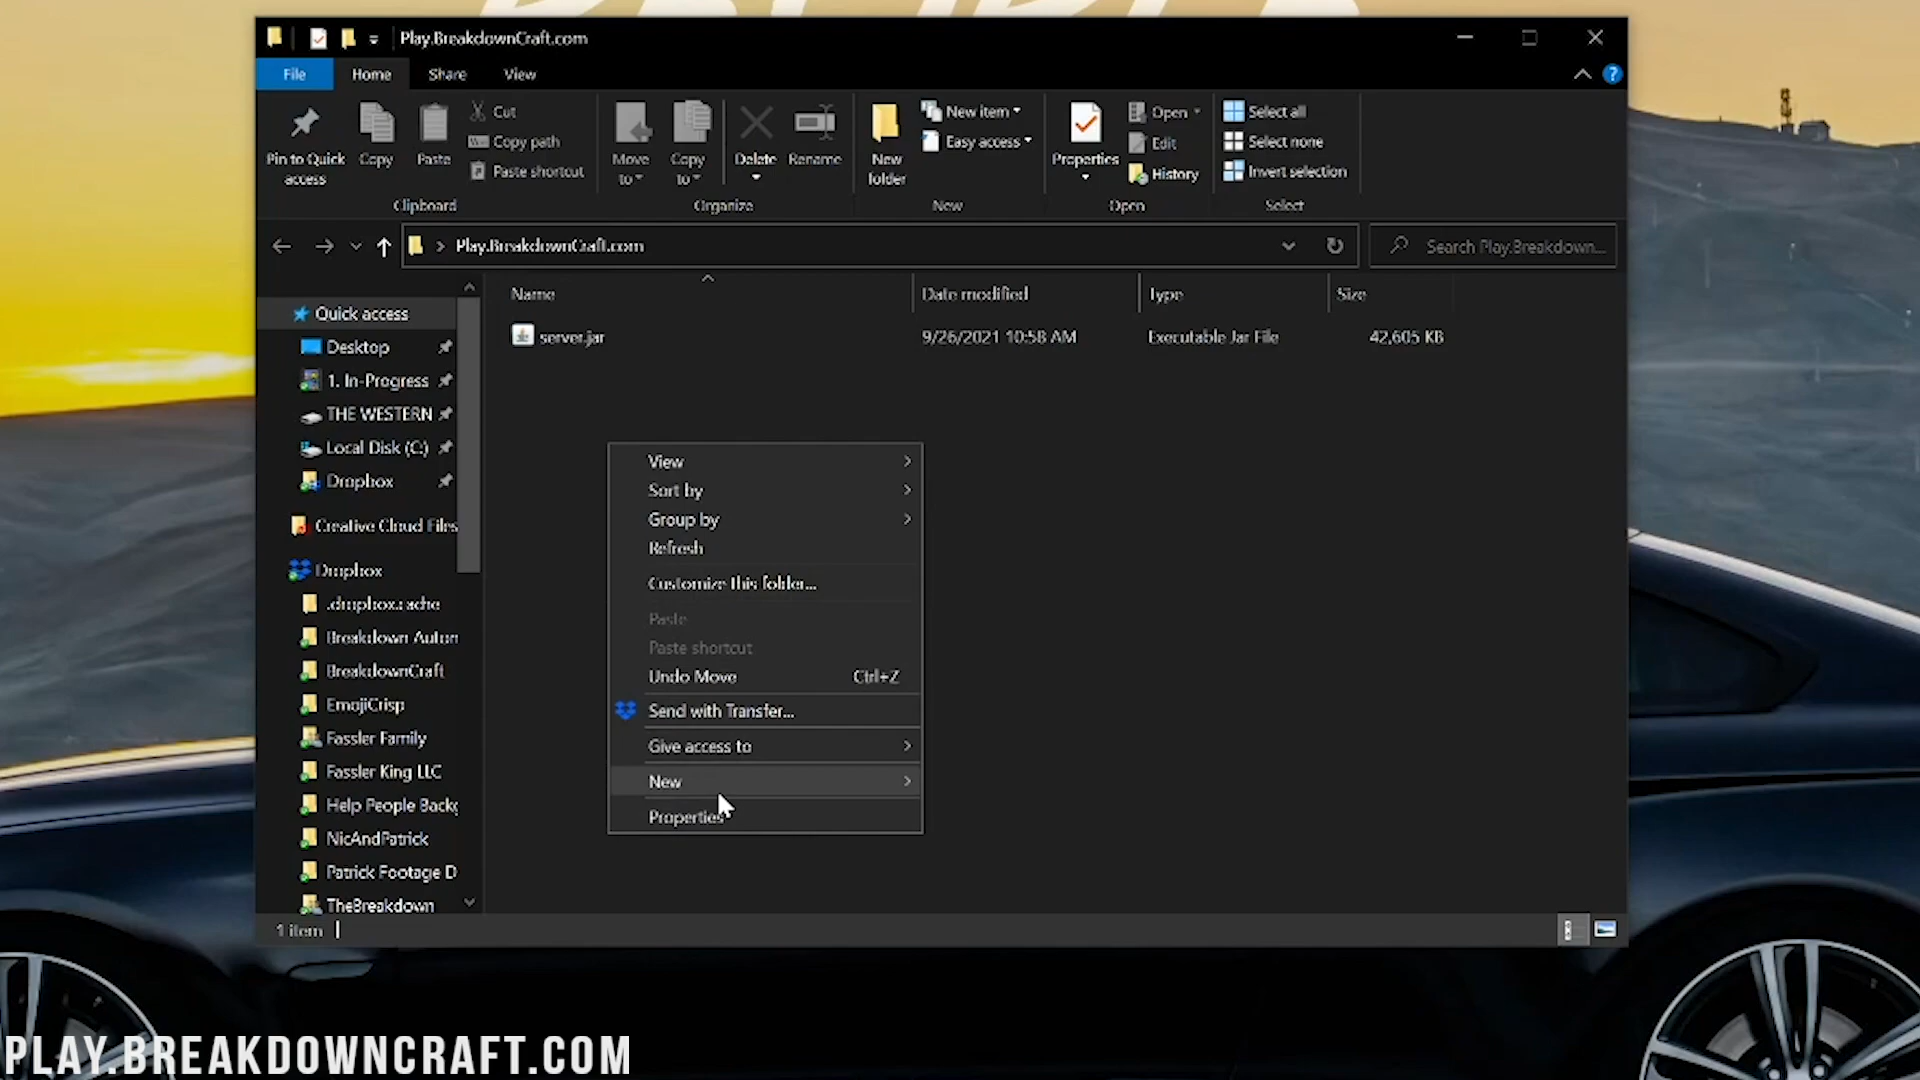 Play.BreakdownCraft.com
File Home Share View
Pin to Quick access
Copy
Paste
Cut
Copy path
Paste shortcut
Clipboard
Move to
Copy to
Delete
Rename
Organize
New folder
New item
Easy access
New
Properties
Open
Edit
History
Open
Select all
Select none
Invert selection
Select
Play.BreakdownCraft.com
Search Play.Breakdown...
Name Date modified Type Size
server.jar 9/26/2021 10:58 AM Executable Jar File 42,605 KB
Quick access
Desktop
1. In-Progress
THE WESTERN
Local Disk (C:)
Dropbox
Creative Cloud Files
Dropbox
.dropbox.cache
Breakdown Autom
BreakdownCraft
EmojiCrisp
Fassler Family
Fassler King LLC
Help People Backg
NicAndPatrick
Patrick Footage D
TheBreakdown
View
Sort by
Group by
Refresh
Customize this folder...
Paste
Paste shortcut
Undo Move Ctrl+Z
Send with Transfer...
Give access to
New
Properties
1 item
PLAY.BREAKDOWNCRAFT.COM